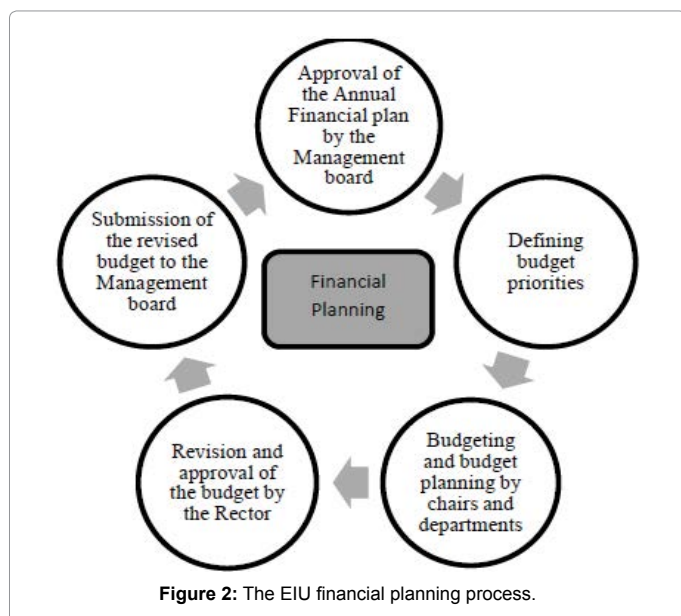 Approval of
the Annual
Financial plan
by the
Management
board
Defining
budget
priorities
Budgeting
and budget
planning by
chairs and
departments
Revision and
approval of
the budget by
the Rector
Submission of
the revised
budget to the
Management
board
Financial
Planning
Figure 2: The EIU financial planning process.